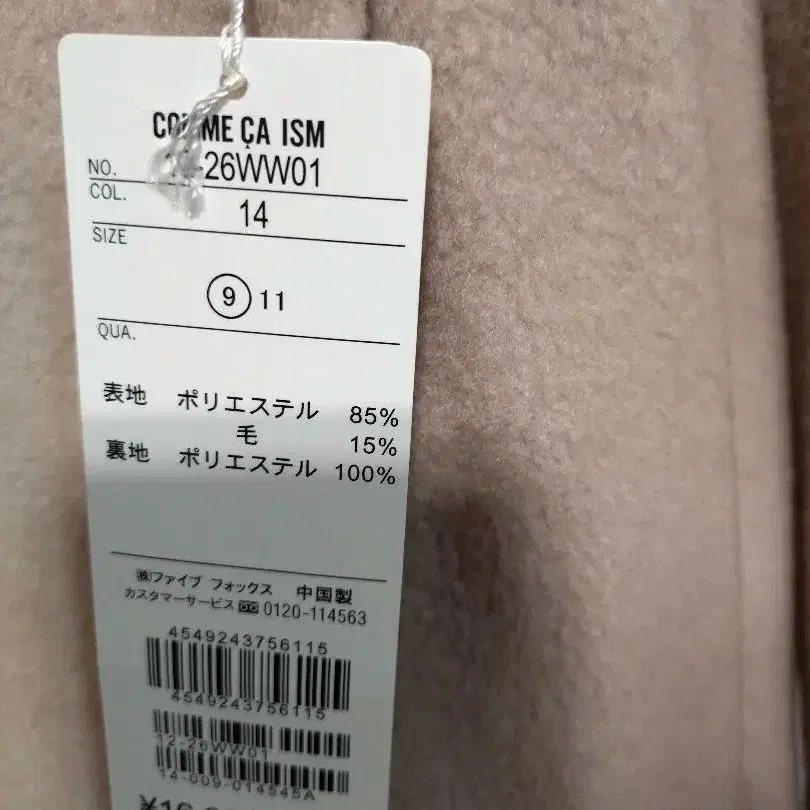 COMME ÇA ISM
NO. 12-26WW01
COL. 14
SIZE
9 11
QUA.
表地 ポリエステル 85%
毛 15%
裏地 ポリエステル 100%
㈱ファイブ フォックス 中国製
カスタマーサービス 0120-114563
4549243756115
4549243756115
12-26WW01
14-009-014545A